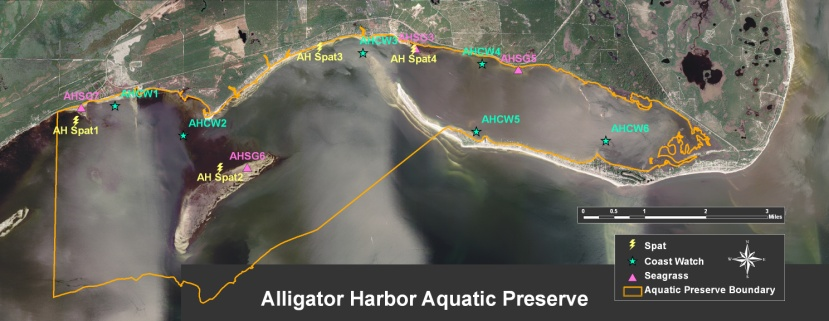 AHCW3
AHSG3
AH Spat3
AH Spat4
AHCW4
AHSG5
AHSG7
AHCW1
AH Spat1
AHCW2
AHCW5
AHCW6
AHSG6
AH Spat2
0 0.5 1 2 3
Miles
Spat
Coast Watch
Seagrass
Aquatic Preserve Boundary
Alligator Harbor Aquatic Preserve